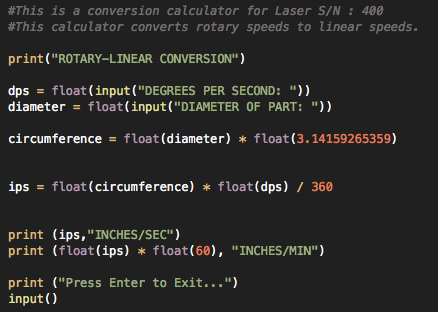 #This is a conversion calculator for Laser S/N : 400
#This calculator converts rotary speeds to linear speeds.
print("ROTARY-LINEAR CONVERSION")
dps = float(input("DEGREES PER SECOND: "))
diameter = float(input("DIAMETER OF PART: "))
circumference = float(diameter) * float(3.14159265359)
ips = float(circumference) * float(dps) / 360
print (ips,"INCHES/SEC")
print (float(ips) * float(60), "INCHES/MIN")
print ("Press Enter to Exit...")
input()